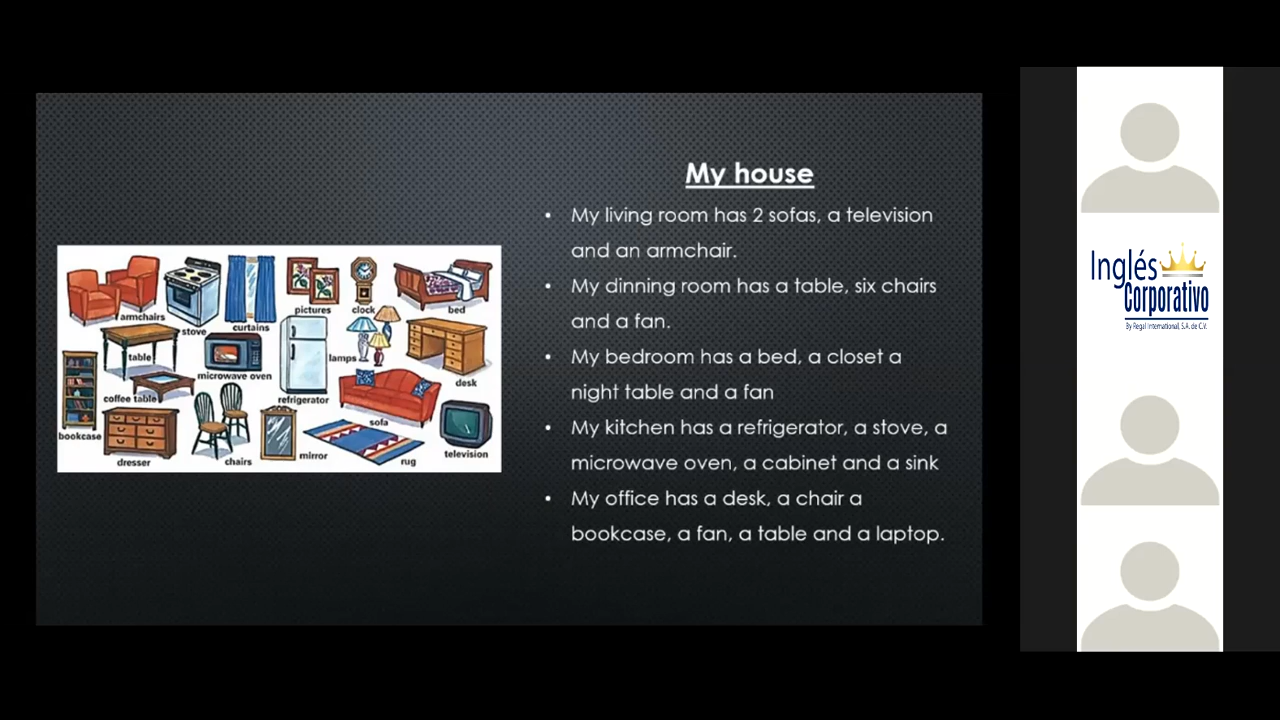 My house
• My living room has 2 sofas, a television
and an armchair.
• My dinning room has a table, six chairs
and a fan.
• My bedroom has a bed, a closet a
night table and a fan
• My kitchen has a refrigerator, a stove, a
microwave oven, a cabinet and a sink
• My office has a desk, a chair a
bookcase, a fan, a table and a laptop.
armchairs
stove
curtains
pictures
clock
bed
table
microwave oven
lamps
desk
coffee table
refrigerator
sofa
bookcase
dresser
chairs
mirror
rug
television
Inglés
Corporativo
By Regal International, S.A. de C.V.